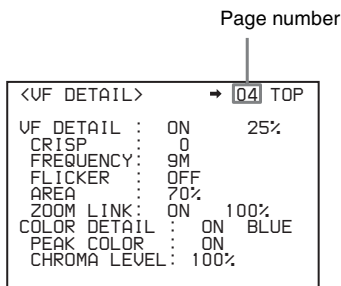 Page number
<VF DETAIL> → 04 TOP
VF DETAIL : ON 25%
CRISP : 0
FREQUENCY: 9M
FLICKER : OFF
AREA : 70%
ZOOM LINK: ON 100%
COLOR DETAIL : ON BLUE
PEAK COLOR : ON
CHROMA LEVEL: 100%